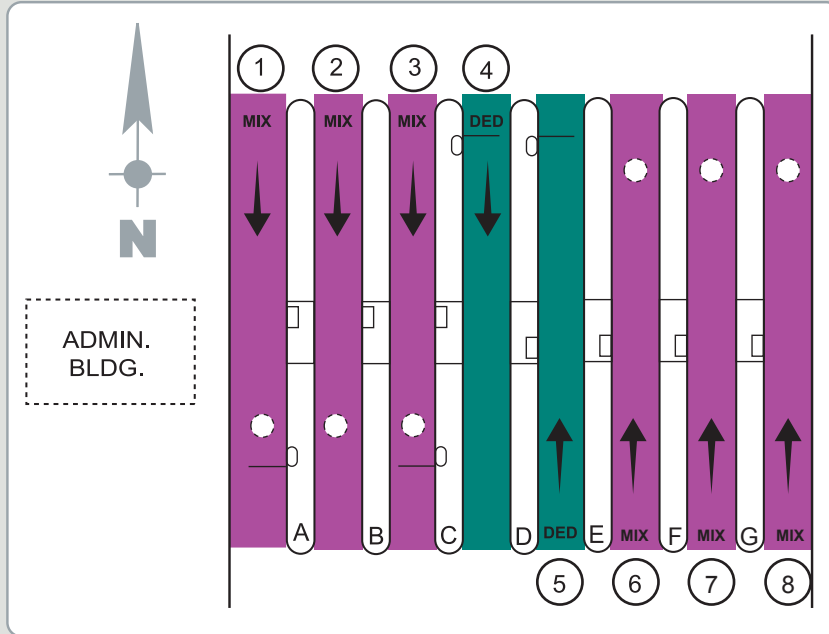 1 2 3 4
MIX MIX MIX DED
N
ADMIN.
BLDG.
A B C D DED E MIX F MIX G MIX
5 6 7 8